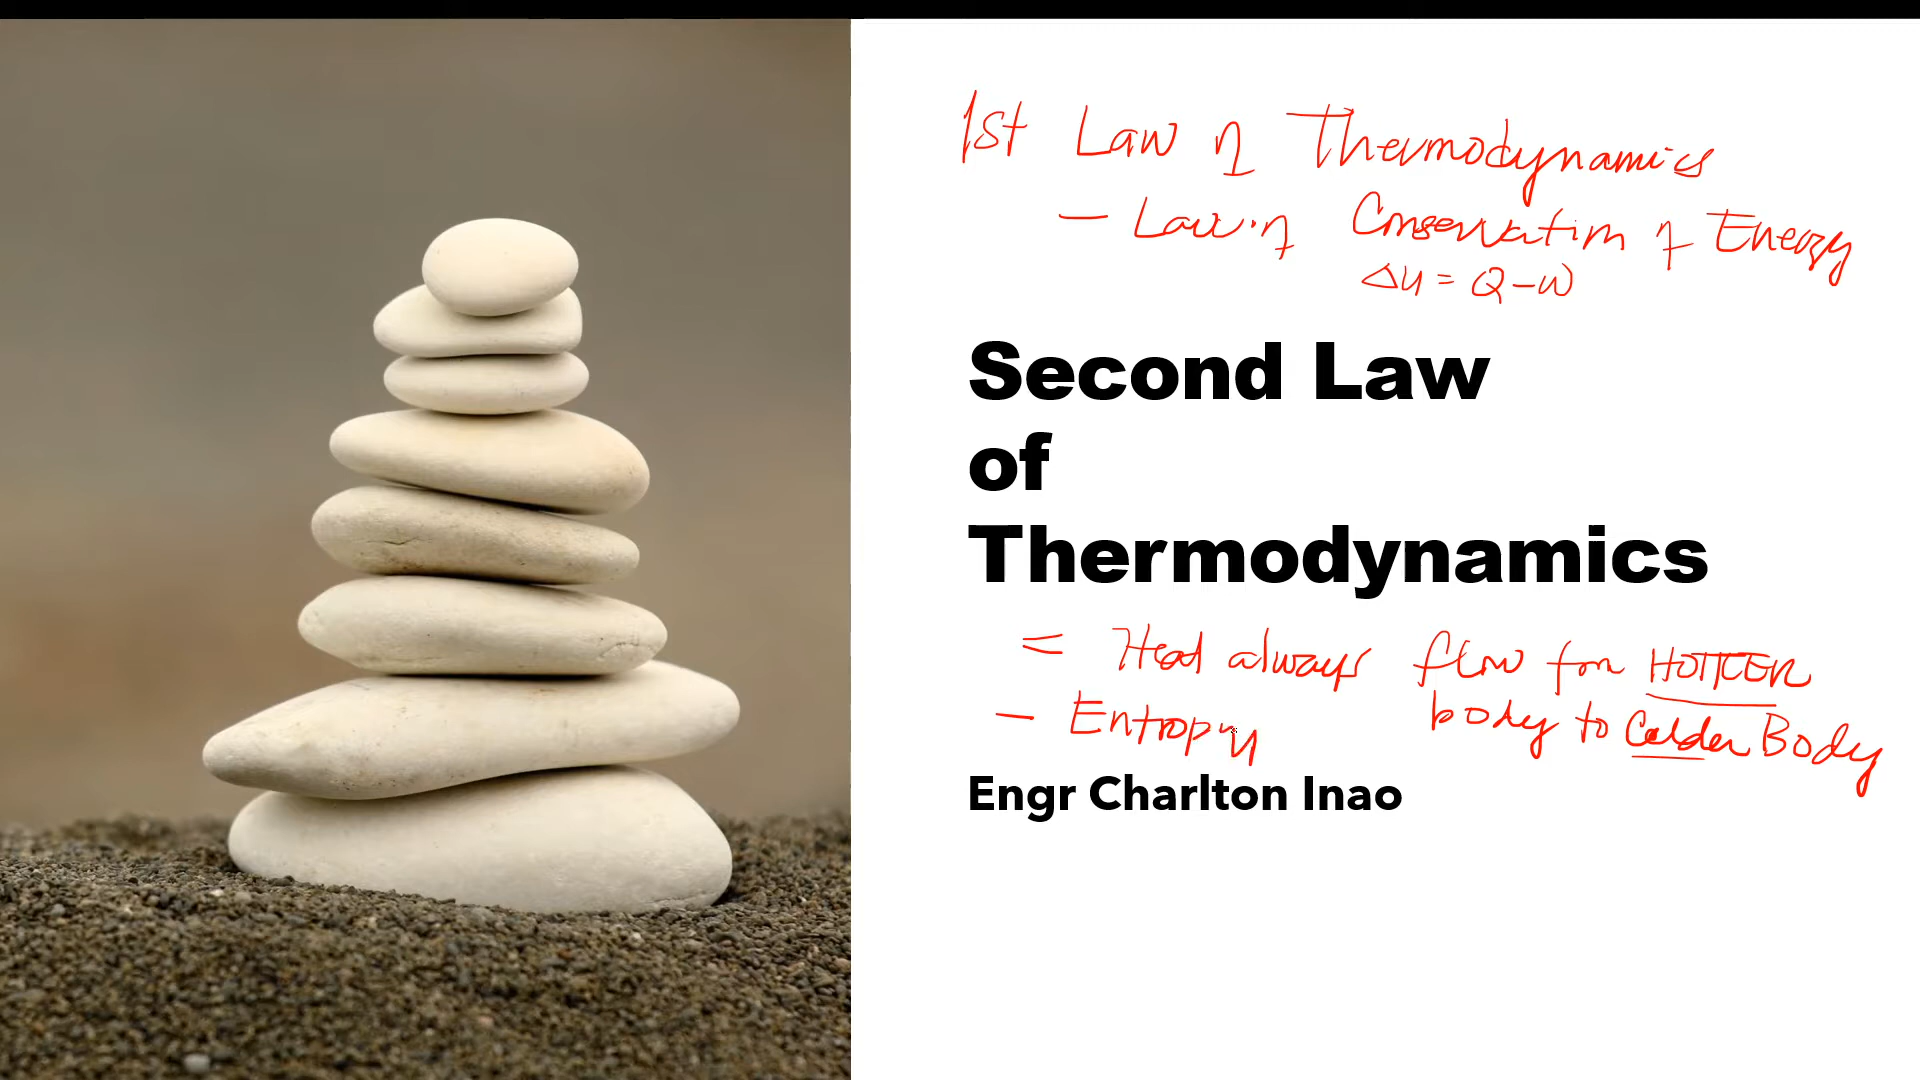 1st Law of Thermodynamics
- Law of Conservation of Energy
ΔU = Q - W
Second Law
of
Thermodynamics
= Heat always flow from HOTTER
body to Colder Body
- Entropy
Engr Charlton Inao